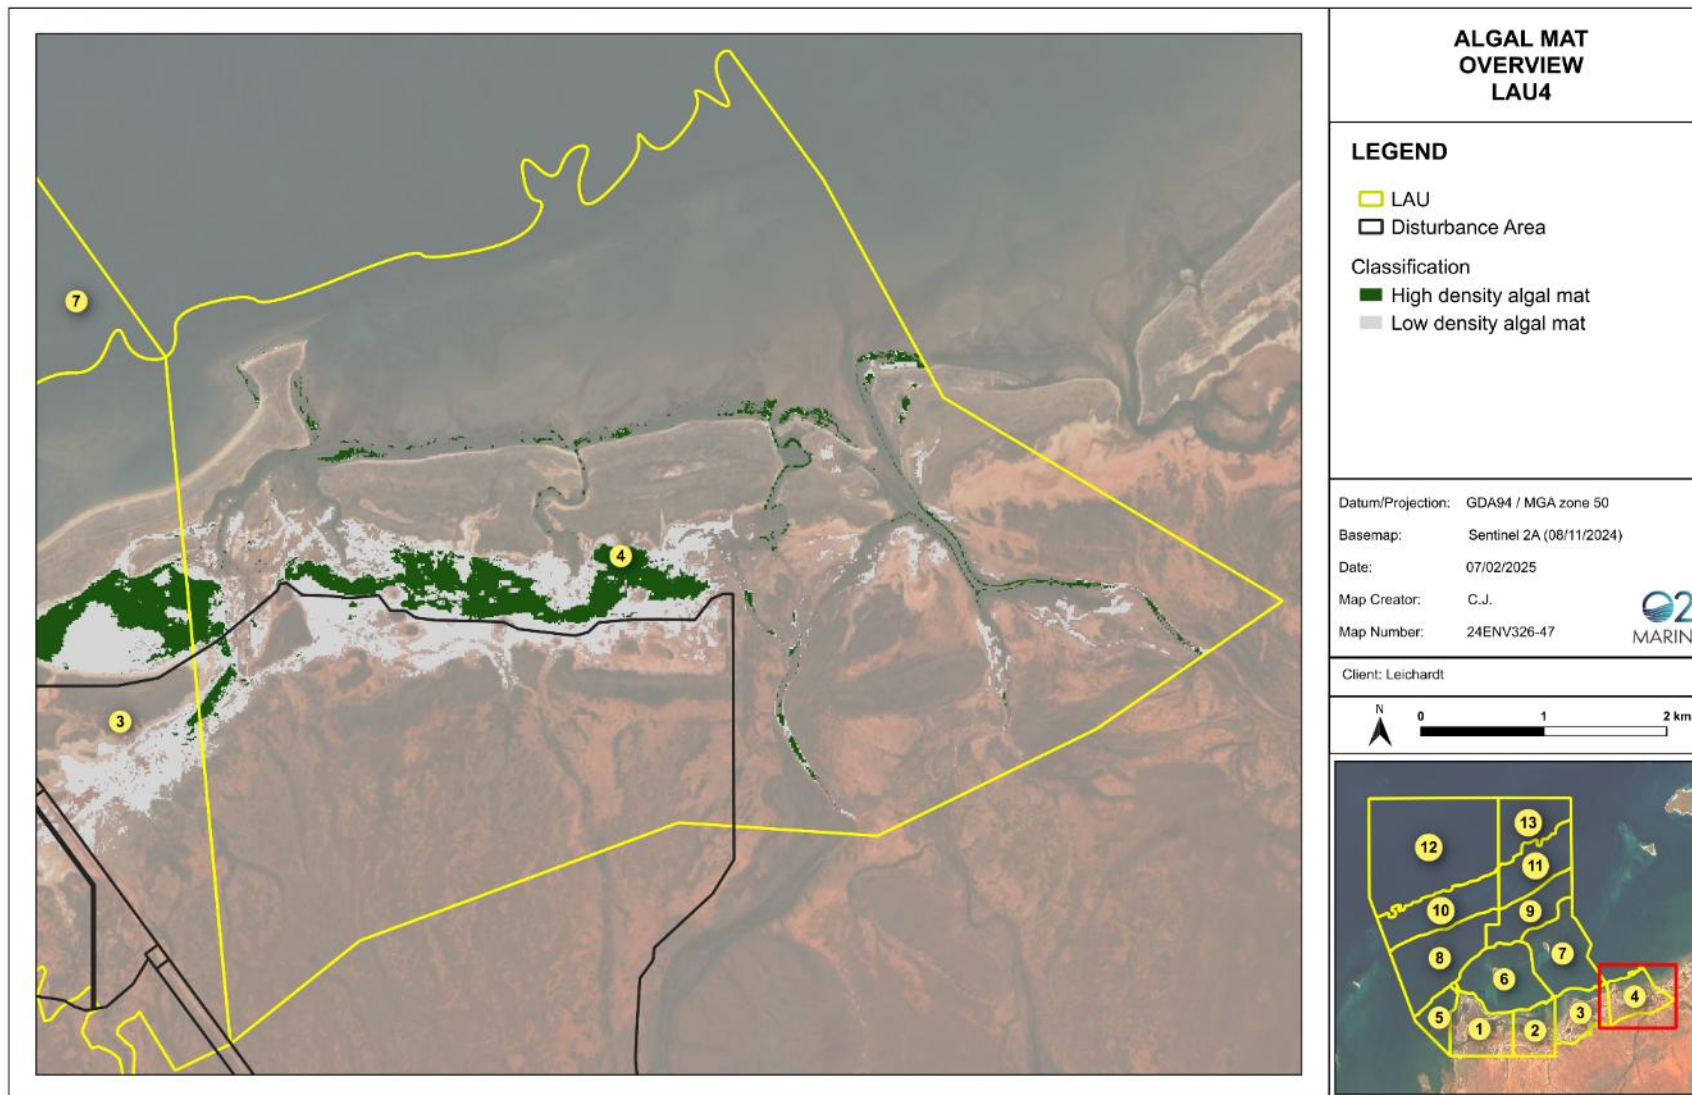 ALGAL MAT
OVERVIEW
LAU4
LEGEND
LAU
Disturbance Area
Classification
High density algal mat
Low density algal mat
Datum/Projection: GDA94 / MGA zone 50
Basemap: Sentinel 2A (08/11/2024)
Date: 07/02/2025
Map Creator: C.J.
Map Number: 24ENV326-47
O2
MARIN
Client: Leichardt
N
0 1 2 km
7
4
3
13
12
11
10
9
8
7
6
5
4
3
2
1